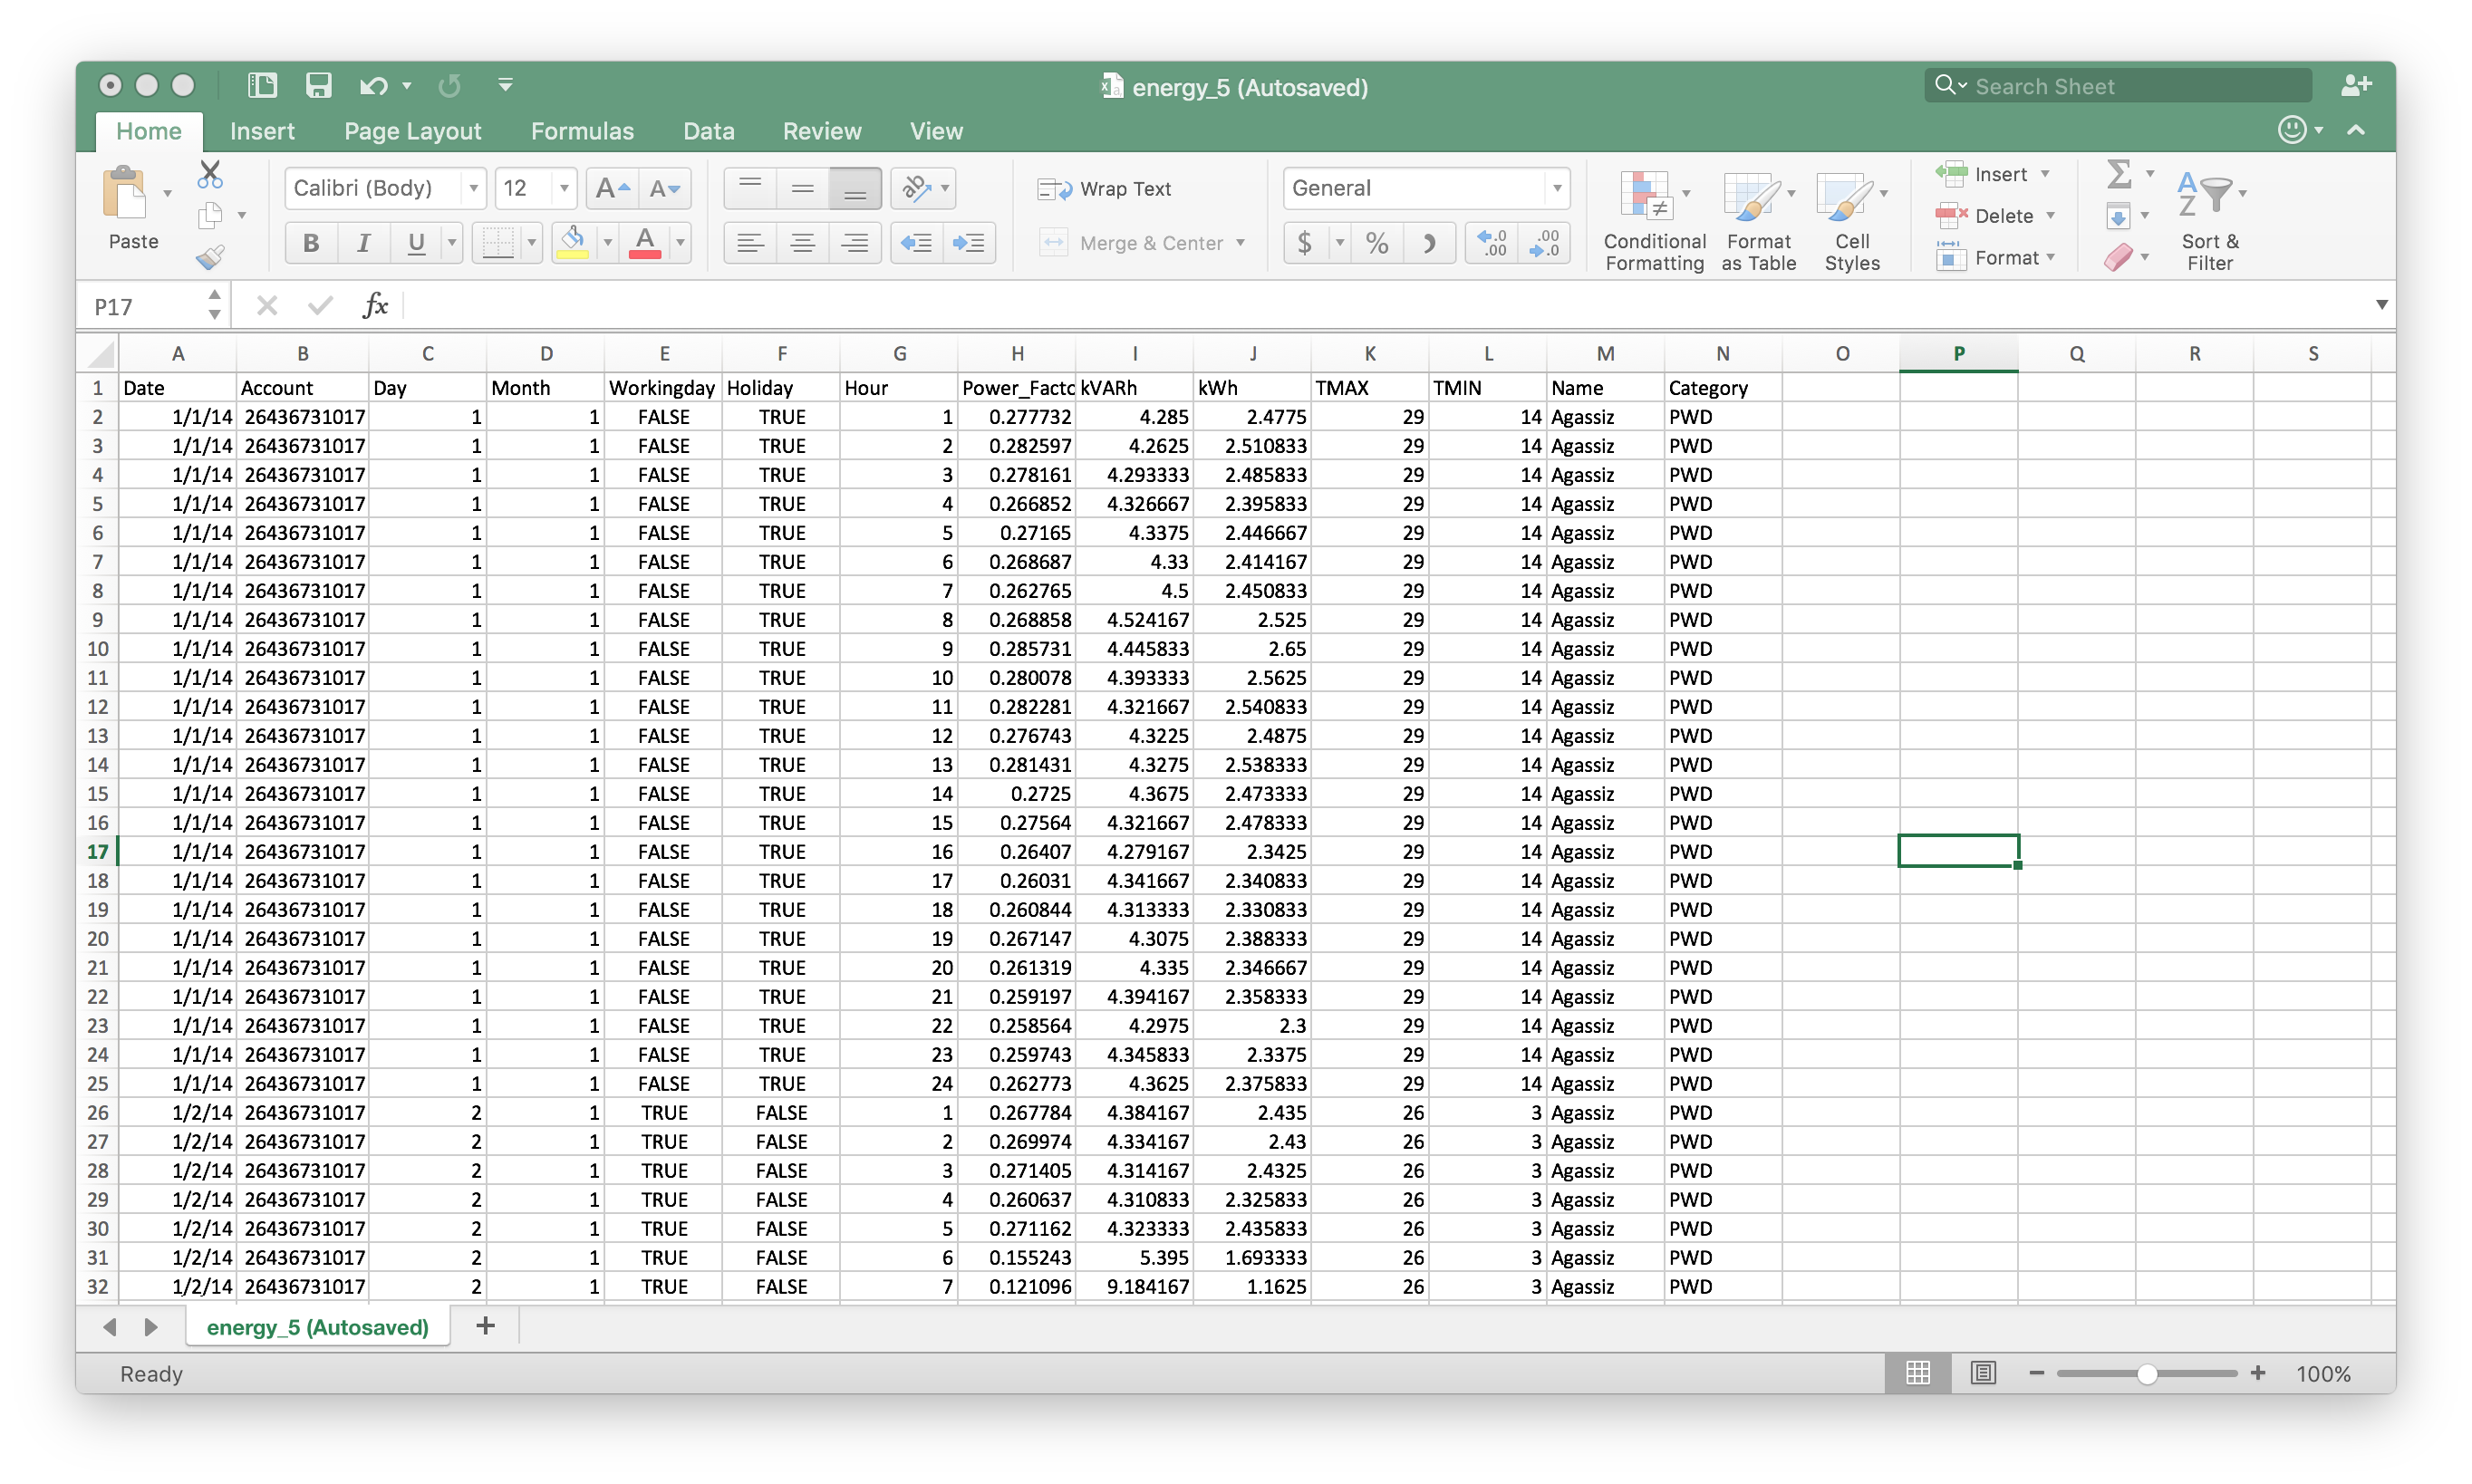 energy_5 (Autosaved)
Search Sheet
Home Insert Page Layout Formulas Data Review View
Paste
Calibri (Body) 12 A A
B I U A
Wrap Text
Merge & Center
General
$ %
Conditional Formatting
Format as Table
Cell Styles
Insert
Delete
Format
Sort & Filter
P17 fx
A B C D E F G H I J K L M N O P Q R S
1 Date Account Day Month Workingday Holiday Hour Power_Facto kVARh kWh TMAX TMIN Name Category
2 1/1/14 26436731017 1 1 FALSE TRUE 1 0.277732 4.285 2.4775 29 14 Agassiz PWD
3 1/1/14 26436731017 1 1 FALSE TRUE 2 0.282597 4.2625 2.510833 29 14 Agassiz PWD
4 1/1/14 26436731017 1 1 FALSE TRUE 3 0.278161 4.293333 2.485833 29 14 Agassiz PWD
5 1/1/14 26436731017 1 1 FALSE TRUE 4 0.266852 4.326667 2.395833 29 14 Agassiz PWD
6 1/1/14 26436731017 1 1 FALSE TRUE 5 0.27165 4.3375 2.446667 29 14 Agassiz PWD
7 1/1/14 26436731017 1 1 FALSE TRUE 6 0.268687 4.33 2.414167 29 14 Agassiz PWD
8 1/1/14 26436731017 1 1 FALSE TRUE 7 0.262765 4.5 2.450833 29 14 Agassiz PWD
9 1/1/14 26436731017 1 1 FALSE TRUE 8 0.268858 4.524167 2.525 29 14 Agassiz PWD
10 1/1/14 26436731017 1 1 FALSE TRUE 9 0.285731 4.445833 2.65 29 14 Agassiz PWD
11 1/1/14 26436731017 1 1 FALSE TRUE 10 0.280078 4.393333 2.5625 29 14 Agassiz PWD
12 1/1/14 26436731017 1 1 FALSE TRUE 11 0.282281 4.321667 2.540833 29 14 Agassiz PWD
13 1/1/14 26436731017 1 1 FALSE TRUE 12 0.276743 4.3225 2.4875 29 14 Agassiz PWD
14 1/1/14 26436731017 1 1 FALSE TRUE 13 0.281431 4.3275 2.538333 29 14 Agassiz PWD
15 1/1/14 26436731017 1 1 FALSE TRUE 14 0.2725 4.3675 2.473333 29 14 Agassiz PWD
16 1/1/14 26436731017 1 1 FALSE TRUE 15 0.27564 4.321667 2.478333 29 14 Agassiz PWD
17 1/1/14 26436731017 1 1 FALSE TRUE 16 0.26407 4.279167 2.3425 29 14 Agassiz PWD
18 1/1/14 26436731017 1 1 FALSE TRUE 17 0.26031 4.341667 2.340833 29 14 Agassiz PWD
19 1/1/14 26436731017 1 1 FALSE TRUE 18 0.260844 4.313333 2.330833 29 14 Agassiz PWD
20 1/1/14 26436731017 1 1 FALSE TRUE 19 0.267147 4.3075 2.388333 29 14 Agassiz PWD
21 1/1/14 26436731017 1 1 FALSE TRUE 20 0.261319 4.335 2.346667 29 14 Agassiz PWD
22 1/1/14 26436731017 1 1 FALSE TRUE 21 0.259197 4.394167 2.358333 29 14 Agassiz PWD
23 1/1/14 26436731017 1 1 FALSE TRUE 22 0.258564 4.2975 2.3 29 14 Agassiz PWD
24 1/1/14 26436731017 1 1 FALSE TRUE 23 0.259743 4.345833 2.3375 29 14 Agassiz PWD
25 1/1/14 26436731017 1 1 FALSE TRUE 24 0.262773 4.3625 2.375833 29 14 Agassiz PWD
26 1/2/14 26436731017 2 1 TRUE FALSE 1 0.267784 4.384167 2.435 26 3 Agassiz PWD
27 1/2/14 26436731017 2 1 TRUE FALSE 2 0.269974 4.334167 2.43 26 3 Agassiz PWD
28 1/2/14 26436731017 2 1 TRUE FALSE 3 0.271405 4.314167 2.4325 26 3 Agassiz PWD
29 1/2/14 26436731017 2 1 TRUE FALSE 4 0.260637 4.310833 2.325833 26 3 Agassiz PWD
30 1/2/14 26436731017 2 1 TRUE FALSE 5 0.271162 4.323333 2.435833 26 3 Agassiz PWD
31 1/2/14 26436731017 2 1 TRUE FALSE 6 0.155243 5.395 1.693333 26 3 Agassiz PWD
32 1/2/14 26436731017 2 1 TRUE FALSE 7 0.121096 9.184167 1.1625 26 3 Agassiz PWD
energy_5 (Autosaved) +
Ready 100%